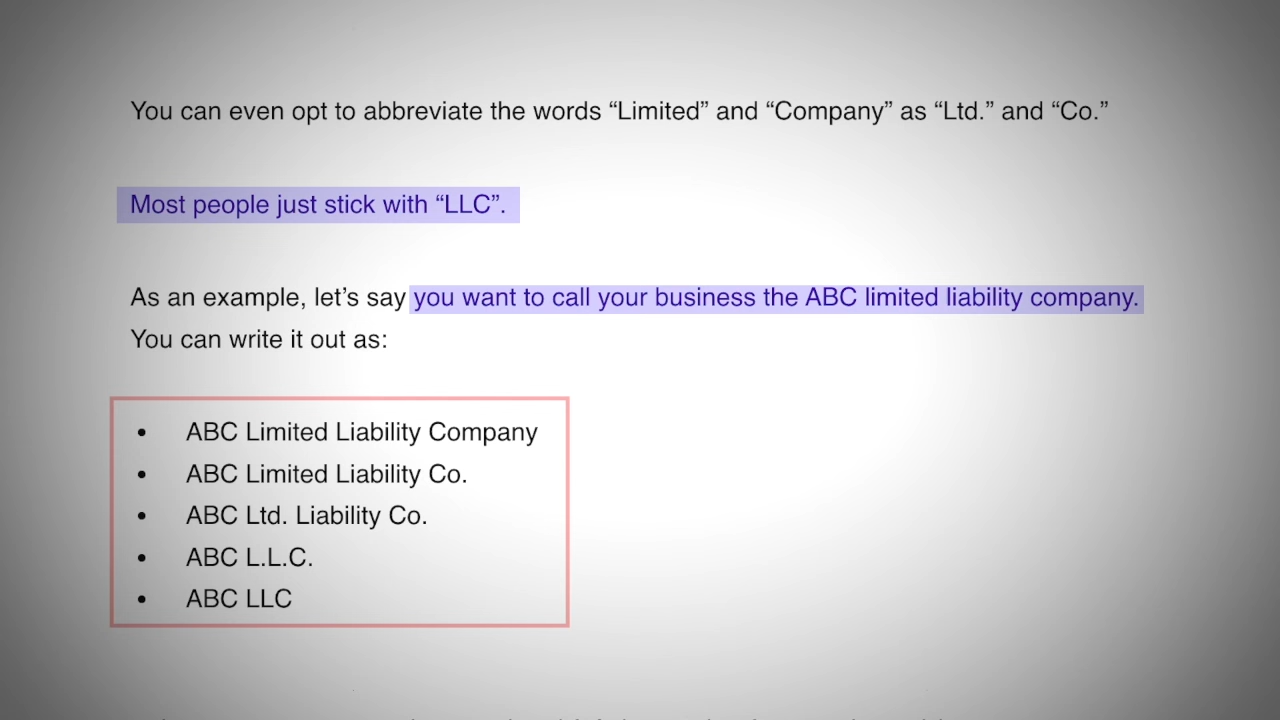 You can even opt to abbreviate the words “Limited” and “Company” as “Ltd.” and “Co.”
Most people just stick with “LLC”.
As an example, let’s say you want to call your business the ABC limited liability company.
You can write it out as:
• ABC Limited Liability Company
• ABC Limited Liability Co.
• ABC Ltd. Liability Co.
• ABC L.L.C.
• ABC LLC